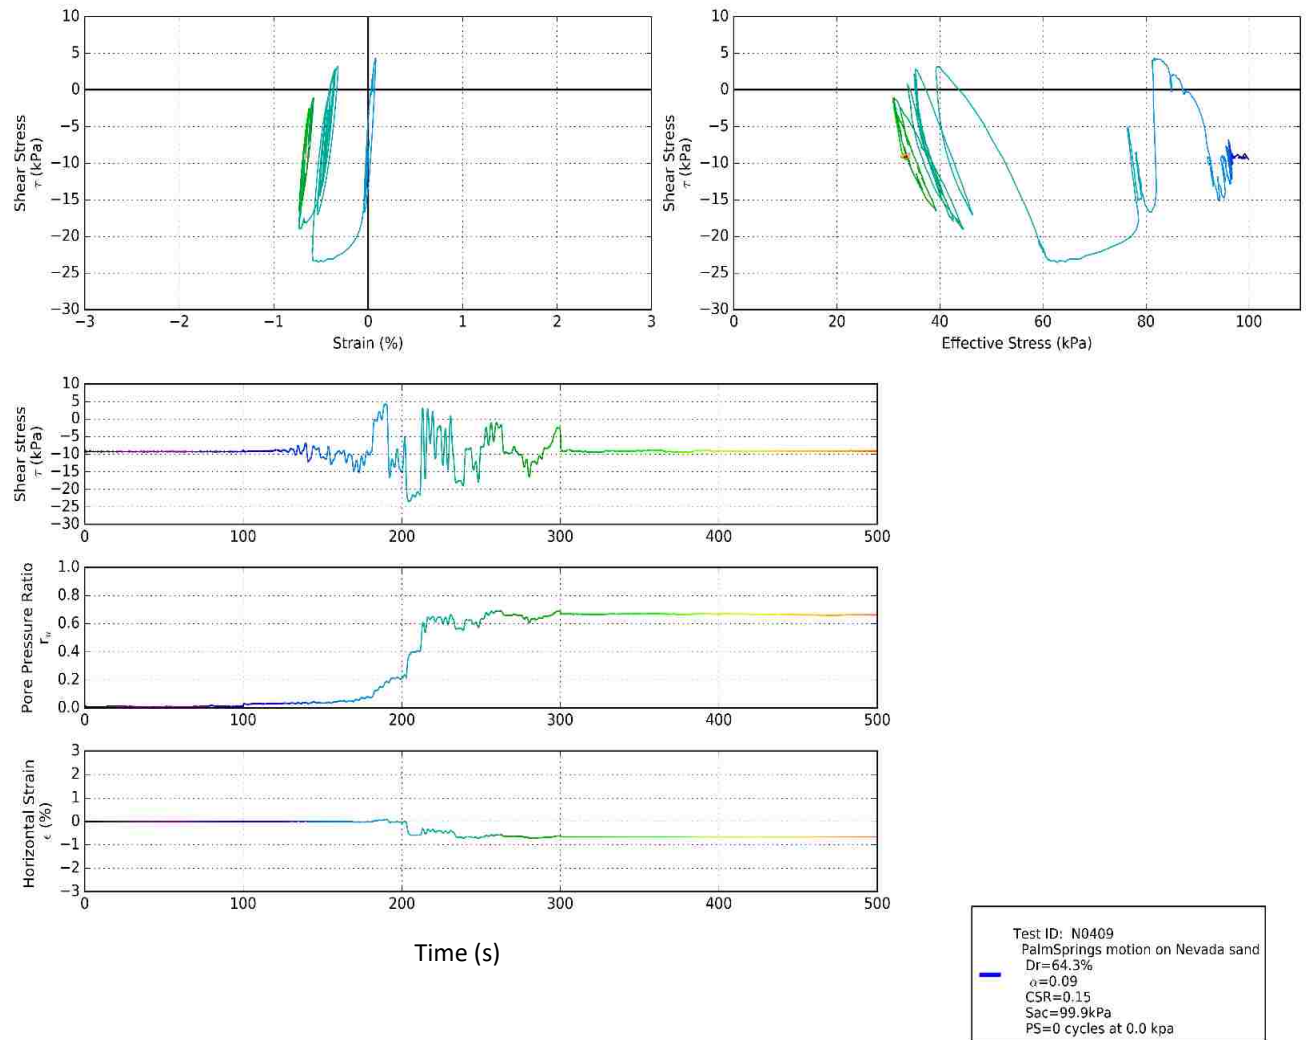 10
5
0
−5
−10
−15
−20
−25
−30
Shear Stress
τ (kPa)
−3 −2 −1 0 1 2 3
Strain (%)
10
5
0
−5
−10
−15
−20
−25
−30
Shear Stress
τ (kPa)
0 20 40 60 80 100
Effective Stress (kPa)
10
5
0
−5
−10
−15
−20
−25
−30
Shear stress
τ (kPa)
0 100 200 300 400 500
1.0
0.8
0.6
0.4
0.2
0.0
Pore Pressure Ratio
rᵤ
0 100 200 300 400 500
3
2
1
0
−1
−2
−3
Horizontal Strain
ϵ (%)
0 100 200 300 400 500
Time (s)
Test ID: N0409
PalmSprings motion on Nevada sand
Dr=64.3%
α=0.09
CSR=0.15
Sac=99.9kPa
PS=0 cycles at 0.0 kpa